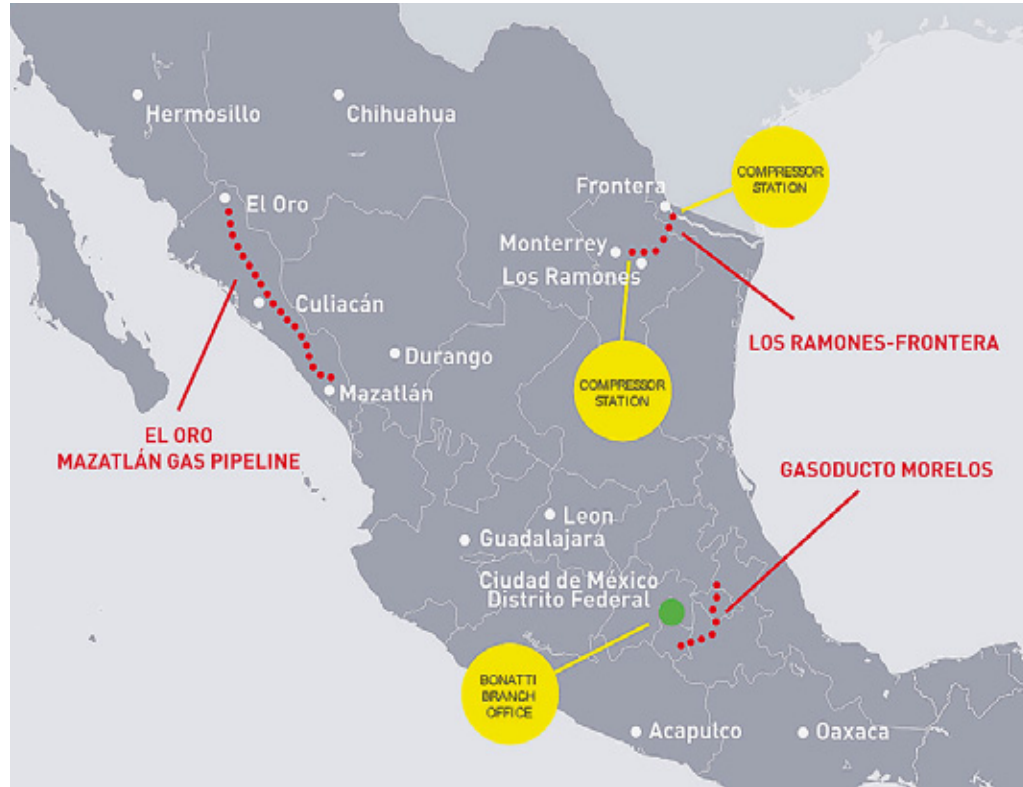 Hermosillo
Chihuahua
COMPRESSOR
STATION
Frontera
El Oro
Monterrey
Los Ramones
Culiacán
LOS RAMONES-FRONTERA
Durango
COMPRESSOR
STATION
Mazatlán
EL ORO
MAZATLÁN GAS PIPELINE
GASODUCTO MORELOS
Leon
Guadalajara
Ciudad de México
Distrito Federal
BONATTI
BRANCH
OFFICE
Acapulco
Oaxaca